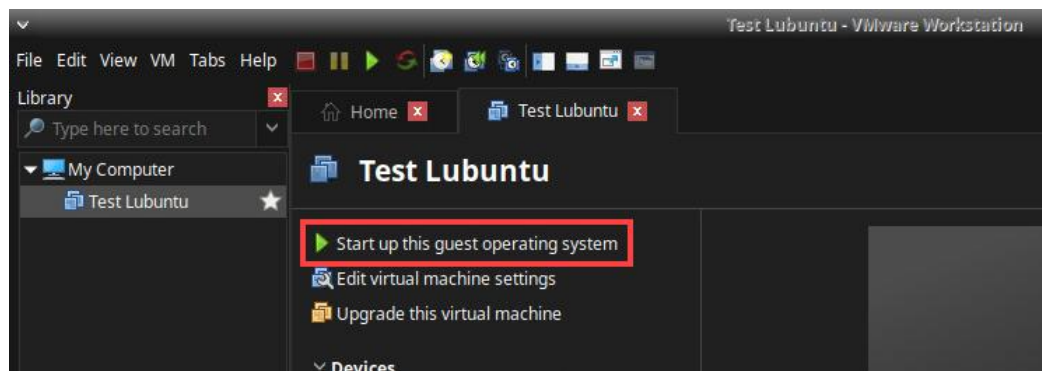 Test Lubuntu - VMware Workstation
File Edit View VM Tabs Help
Library
Home
Test Lubuntu
Type here to search
My Computer
Test Lubuntu
Test Lubuntu
Start up this guest operating system
Edit virtual machine settings
Upgrade this virtual machine
Devices